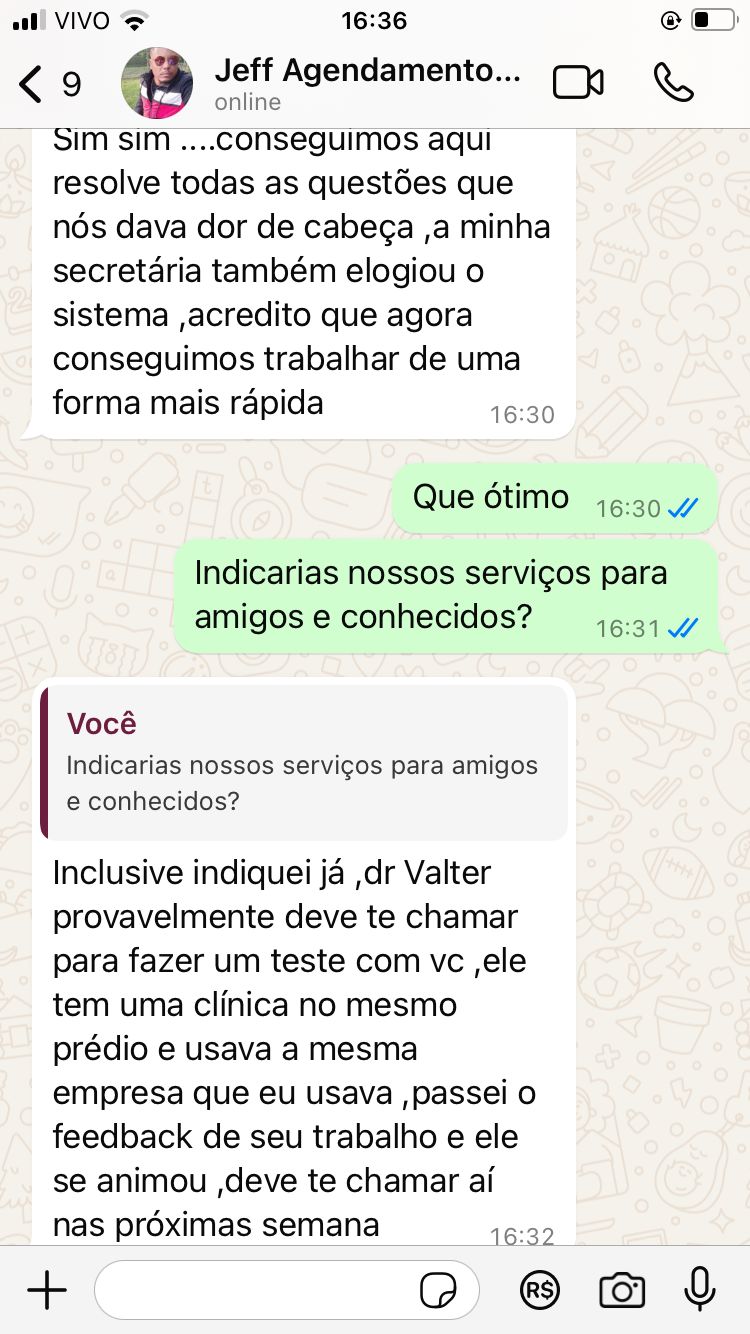 VIVO
16:36
9
Jeff Agendamento...
online
Sim sim ....conseguimos aqui
resolve todas as questões que
nós dava dor de cabeça ,a minha
secretária também elogiou o
sistema ,acredito que agora
conseguimos trabalhar de uma
forma mais rápida
16:30
Que ótimo
16:30
Indicarias nossos serviços para
amigos e conhecidos?
16:31
Você
Indicarias nossos serviços para amigos
e conhecidos?
Inclusive indiquei já ,dr Valter
provavelmente deve te chamar
para fazer um teste com vc ,ele
tem uma clínica no mesmo
prédio e usava a mesma
empresa que eu usava ,passei o
feedback de seu trabalho e ele
se animou ,deve te chamar aí
nas próximas semana
16:32
R$